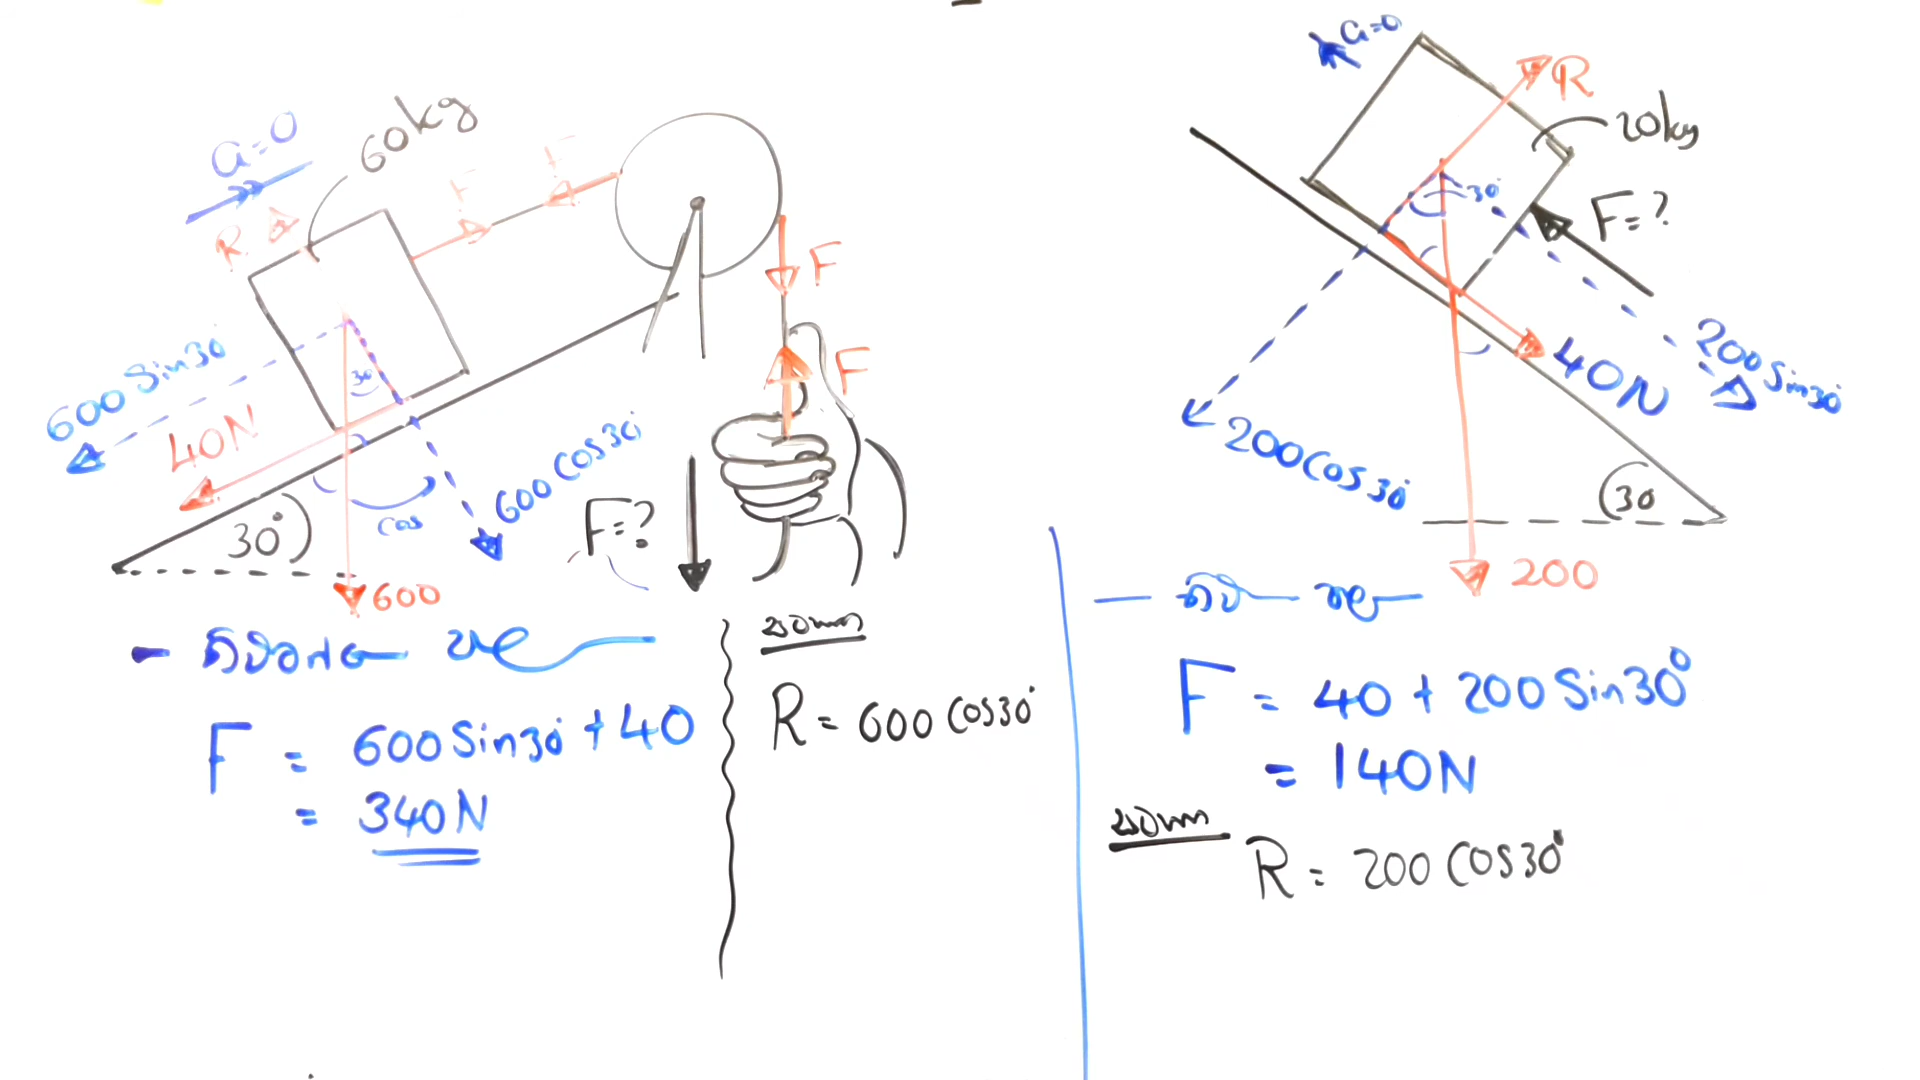 a=0
60kg
R
F
F
F
F
600 Sin30°
40N
30°
600 Cos30°
cos
30°
F=?
600
F = 600 Sin30° + 40
= 340N
R = 600 Cos30°
a=0
R
20kg
30°
F=?
40N
200 Sin30°
200 Cos30°
30
200
F = 40 + 200 Sin30°
= 140N
R = 200 Cos30°